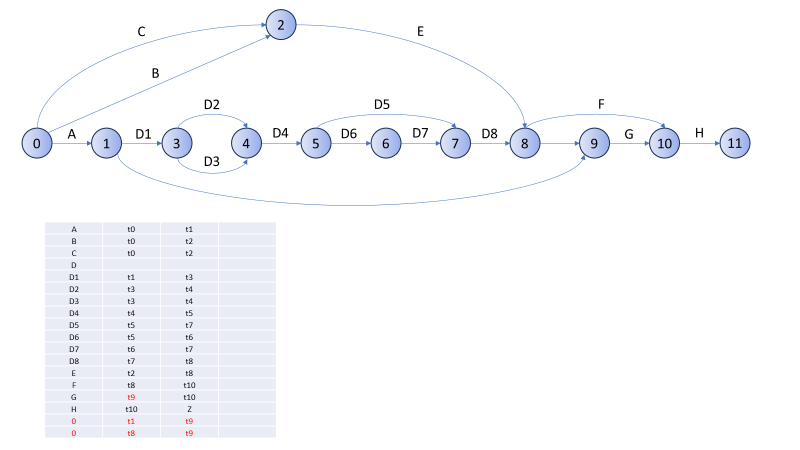 2
C
E
B
D2
D5
F
0
A
1
D1
3
4
D4
5
D6
6
D7
7
D8
8
9
G
10
H
11
D3
A t0 t1
B t0 t2
C t0 t2
D
D1 t1 t3
D2 t3 t4
D3 t3 t4
D4 t4 t5
D5 t5 t7
D6 t5 t6
D7 t6 t7
D8 t7 t8
E t2 t8
F t8 t10
G t9 t10
H t10 Z
0 t1 t9
0 t8 t9